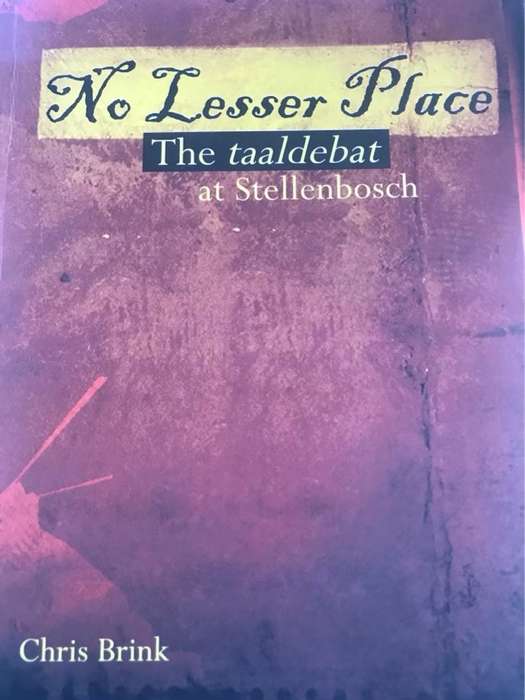 No Lesser Place
The taaldebat
at Stellenbosch
Chris Brink